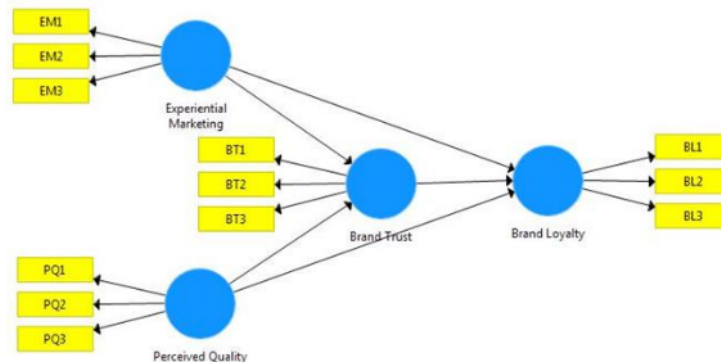 EM1
EM2
EM3
Experiential
Marketing
BT1
BT2
BT3
Brand Trust
BL1
BL2
BL3
Brand Loyalty
PQ1
PQ2
PQ3
Perceived Quality